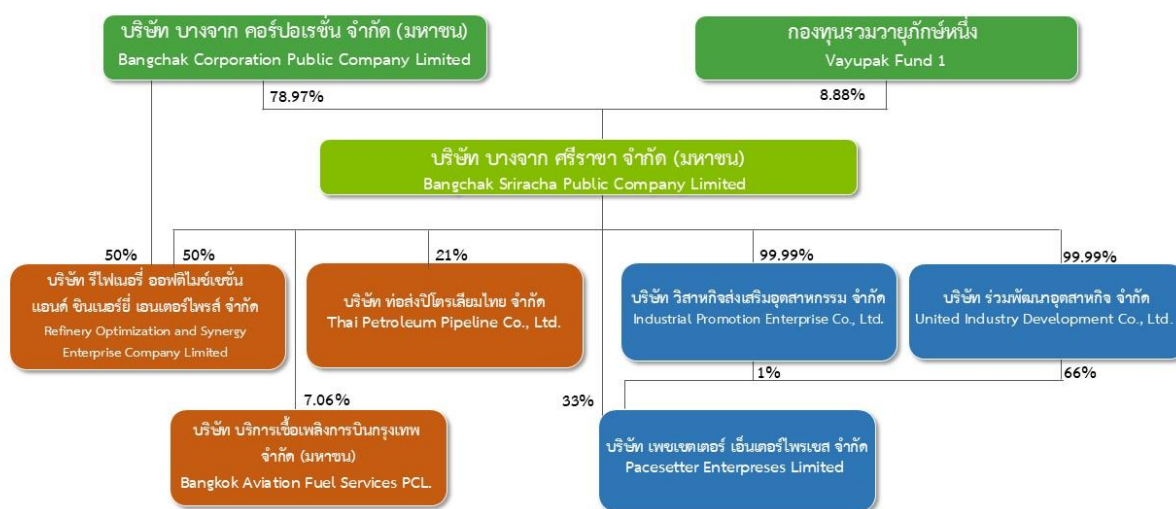 บริษัท บางจาก คอร์ปอเรชั่น จำกัด (มหาชน)
Bangchak Corporation Public Company Limited
กองทุนรวมวายุภักษ์หนึ่ง
Vayupak Fund 1
78.97%
8.88%
บริษัท บางจาก ศรีราชา จำกัด (มหาชน)
Bangchak Sriracha Public Company Limited
50%
50%
21%
99.99%
99.99%
บริษัท รีไฟเนอรี่ ออฟติไมซ์เซชั่น
แอนด์ ซินเนอร์ยี่ เอนเตอร์ไพรส์ จำกัด
Refinery Optimization and Synergy
Enterprise Company Limited
บริษัท ท่อส่งปิโตรเลียมไทย จำกัด
Thai Petroleum Pipeline Co., Ltd.
บริษัท วิสาหกิจส่งเสริมอุตสาหกรรม จำกัด
Industrial Promotion Enterprise Co., Ltd.
บริษัท ร่วมพัฒนาอุตสาหกิจ จำกัด
United Industry Development Co., Ltd.
1%
66%
7.06%
33%
บริษัท บริการเชื้อเพลิงการบินกรุงเทพ
จำกัด (มหาชน)
Bangkok Aviation Fuel Services PCL.
บริษัท เพซเซตเตอร์ เอ็นเตอร์ไพรเซส จำกัด
Pacesetter Enterpreses Limited